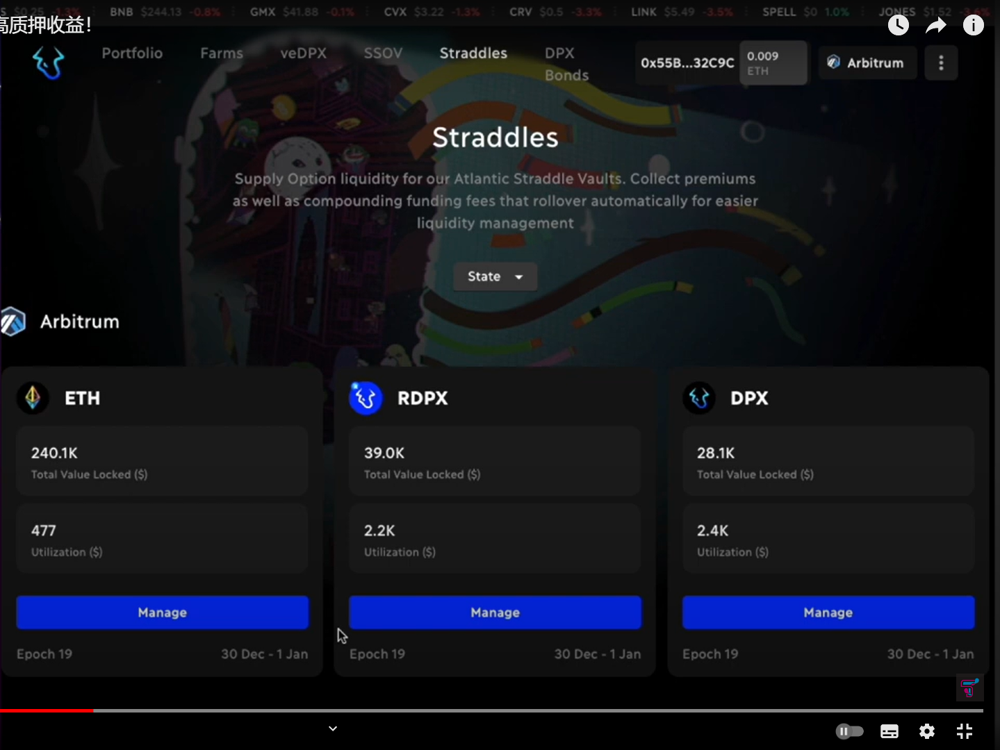 $0.25 -1.3% BNB $244.13 -0.8% GMX $41.88 -0.1% CVX $3.22 -1.3% CRV $0.5 -3.3% LINK $5.49 -3.5% SPELL $0 1.0% JONES $1.52 -3.6%
高质押收益!
Portfolio Farms veDPX SSOV Straddles DPX Bonds
0x55B...32C9C 0.009 ETH Arbitrum
Straddles
Supply Option liquidity for our Atlantic Straddle Vaults. Collect premiums
as well as compounding funding fees that rollover automatically for easier
liquidity management
State
Arbitrum
ETH
240.1K
Total Value Locked ($)
477
Utilization ($)
Manage
Epoch 19 30 Dec - 1 Jan
RDPX
39.0K
Total Value Locked ($)
2.2K
Utilization ($)
Manage
Epoch 19 30 Dec - 1 Jan
DPX
28.1K
Total Value Locked ($)
2.4K
Utilization ($)
Manage
Epoch 19 30 Dec - 1 Jan